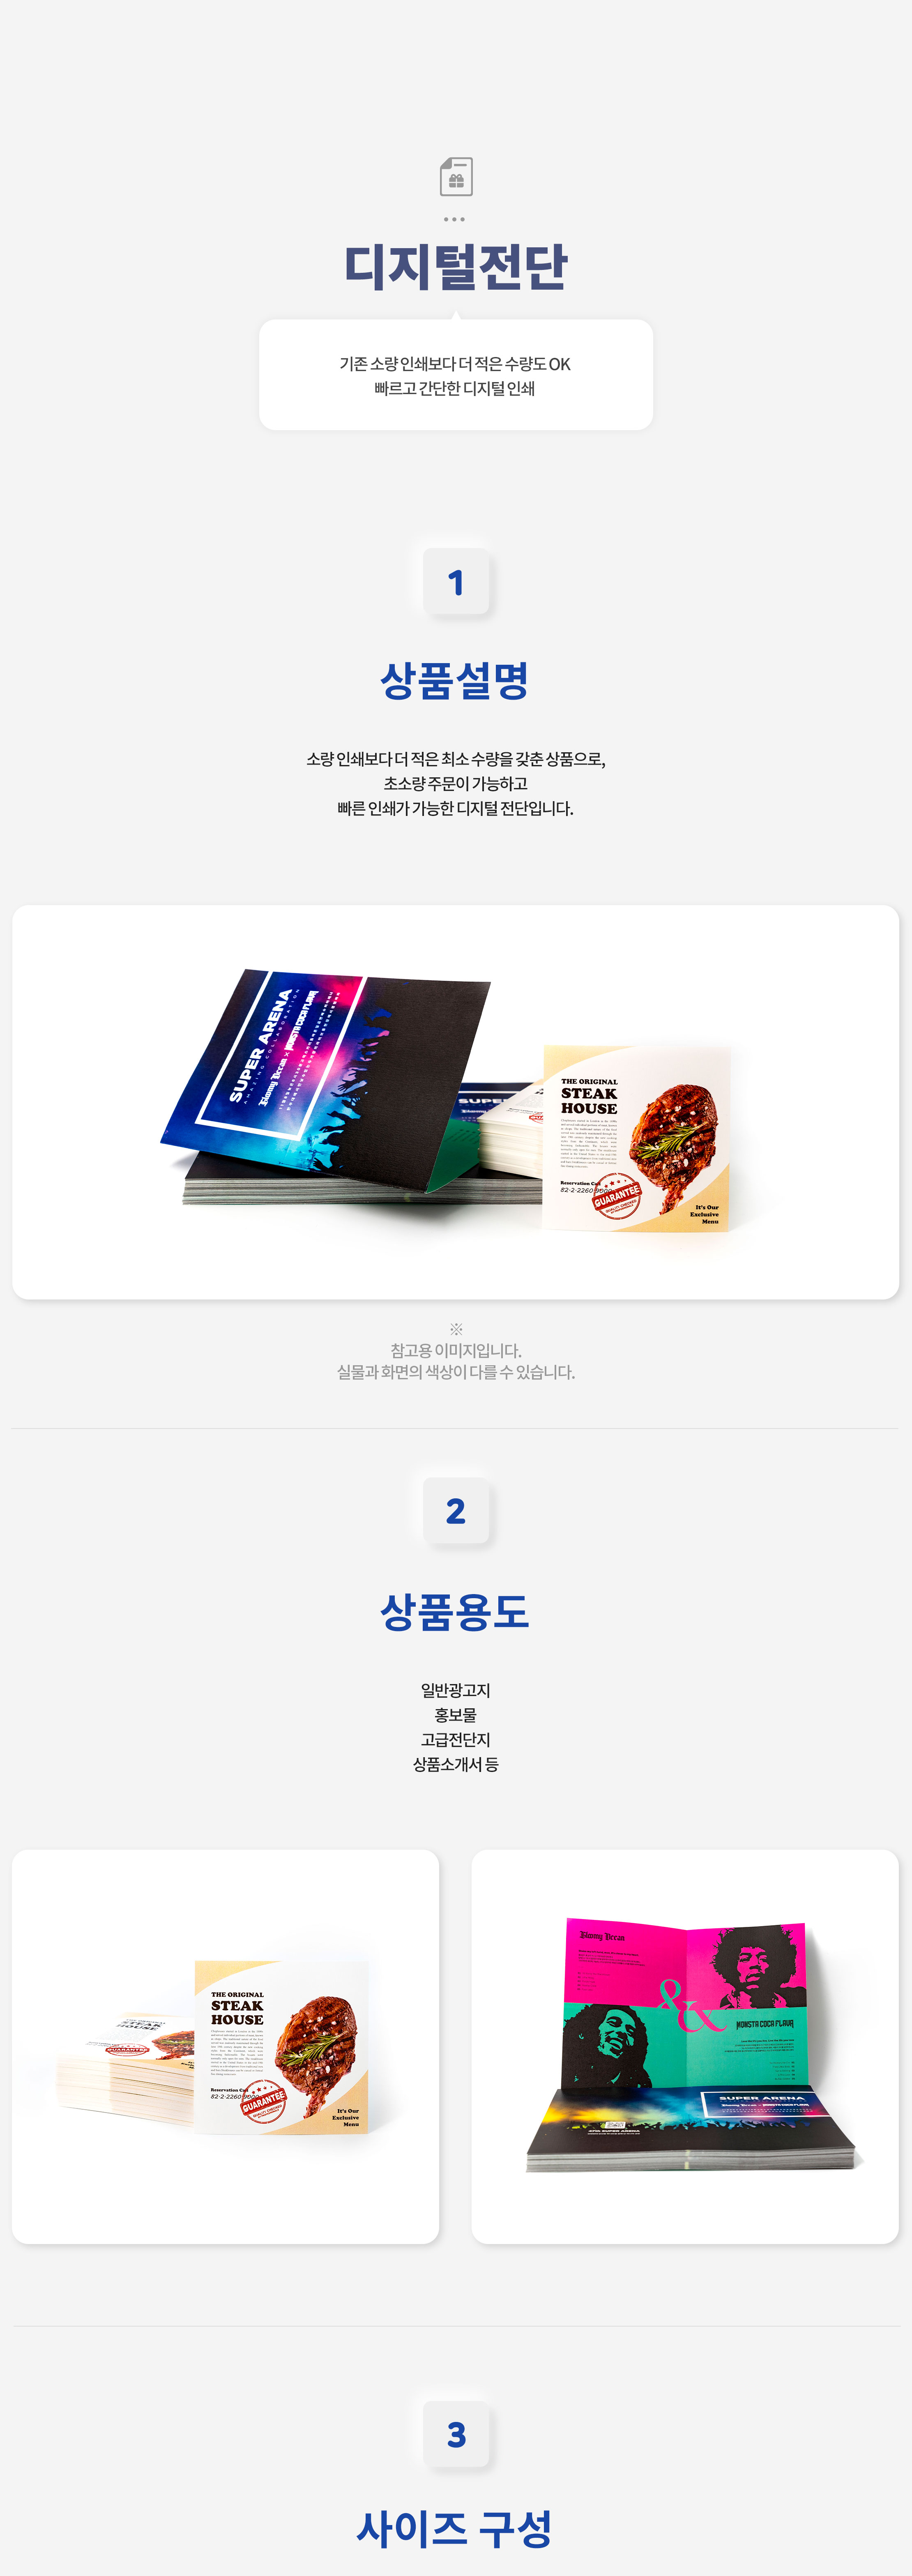 디지털전단
기존 소량 인쇄보다 더 적은 수량도 OK
빠르고 간단한 디지털 인쇄
1
상품설명
소량 인쇄보다 더 적은 최소 수량을 갖춘 상품으로,
초소량 주문이 가능하고
빠른 인쇄가 가능한 디지털 전단입니다.
SUPER ARENA
AMAZING COLLABORATION
MONSTA COCA FLAVA
THE ORIGINAL
STEAK
HOUSE
Reservation
82-2-2260
GUARANTEE
It's Our
Exclusive
Menu
※
참고용 이미지입니다.
실물과 화면의 색상이 다를 수 있습니다.
2
상품용도
일반광고지
홍보물
고급전단지
상품소개서 등
THE ORIGINAL
STEAK
HOUSE
Reservation
82-2-2260
GUARANTEE
It's Our
Exclusive
Menu
&
MONSTA COCA FLAVA
SUPER ARENA
3
사이즈 구성